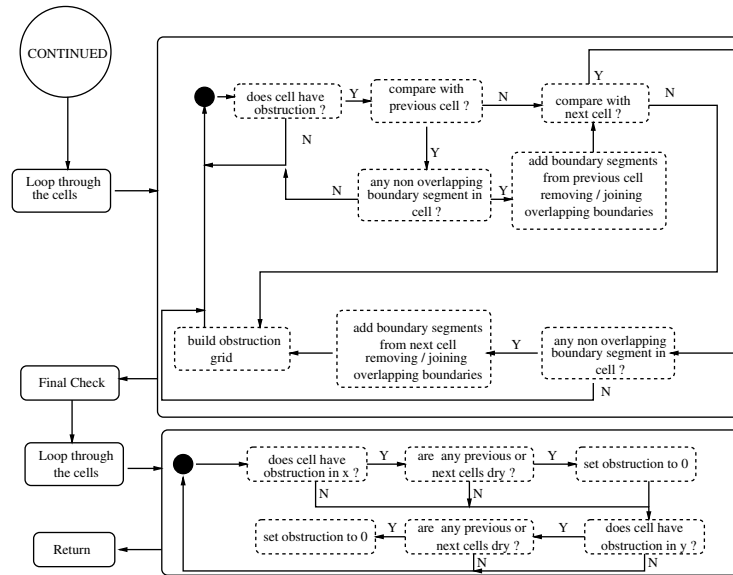 CONTINUED
Loop through
the cells
does cell have
obstruction ?
Y
compare with
previous cell ?
N
compare with
next cell ?
Y
N
N
Y
any non overlapping
boundary segment in
cell ?
N
Y
add boundary segments
from previous cell
removing / joining
overlapping boundaries
build obstruction
grid
add boundary segments
from next cell
removing / joining
overlapping boundaries
Y
any non overlapping
boundary segment in
cell ?
N
Final Check
Loop through
the cells
does cell have
obstruction in x ?
Y
are any previous or
next cells dry ?
Y
set obstruction to 0
N
N
set obstruction to 0
Y
are any previous or
next cells dry ?
Y
does cell have
obstruction in y ?
N
N
Return